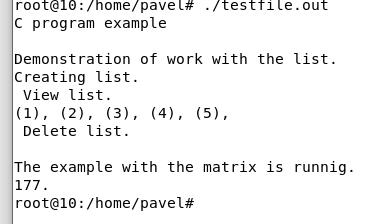 root@10:/home/pavel# ./testfile.out
C program example
Demonstration of work with the list.
Creating list.
View list.
(1), (2), (3), (4), (5),
Delete list.
The example with the matrix is runnig.
177.
root@10:/home/pavel#